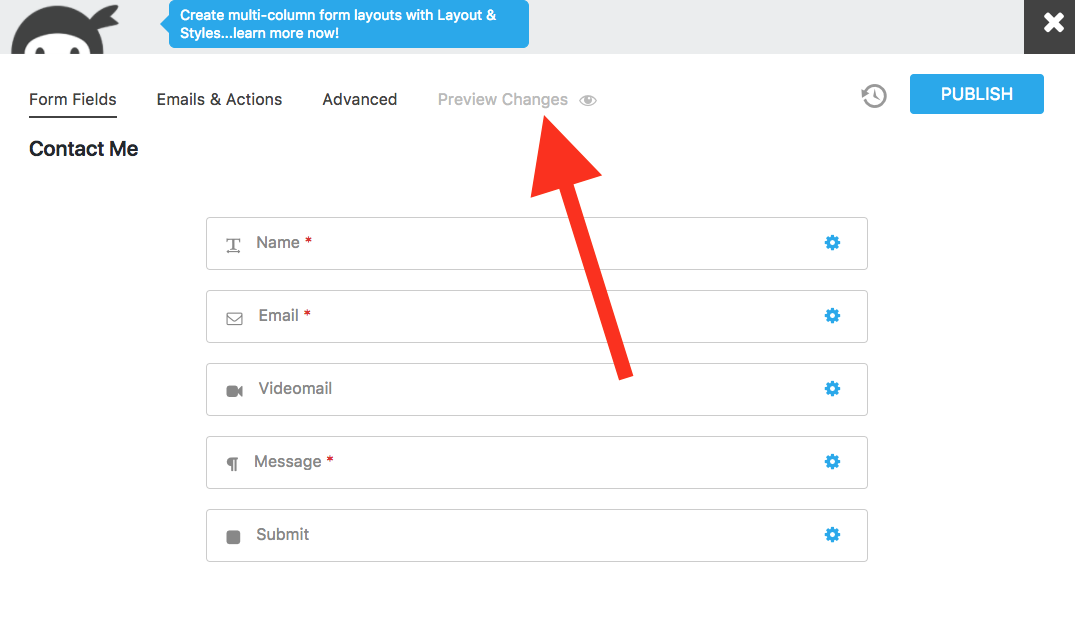 Create multi-column form layouts with Layout &
Styles...learn more now!
Form Fields
Emails & Actions
Advanced
Preview Changes
PUBLISH
Contact Me
Name *
Email *
Videomail
Message *
Submit